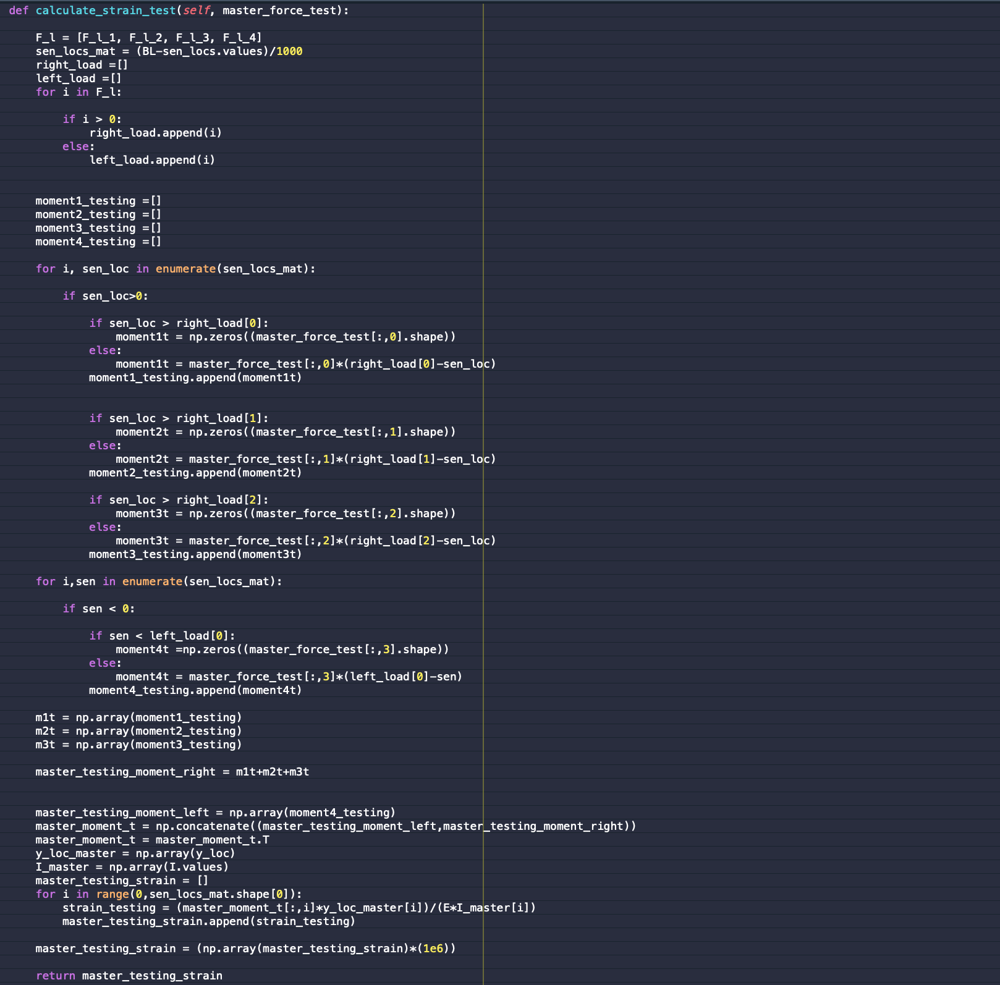 def calculate_strain_test(self, master_force_test):
F_l = [F_l_1, F_l_2, F_l_3, F_l_4]
sen_locs_mat = (BL-sen_locs.values)/1000
right_load =[]
left_load =[]
for i in F_l:
if i > 0:
right_load.append(i)
else:
left_load.append(i)
moment1_testing =[]
moment2_testing =[]
moment3_testing =[]
moment4_testing =[]
for i, sen_loc in enumerate(sen_locs_mat):
if sen_loc>0:
if sen_loc > right_load[0]:
moment1t = np.zeros((master_force_test[:,0].shape))
else:
moment1t = master_force_test[:,0]*(right_load[0]-sen_loc)
moment1_testing.append(moment1t)
if sen_loc > right_load[1]:
moment2t = np.zeros((master_force_test[:,1].shape))
else:
moment2t = master_force_test[:,1]*(right_load[1]-sen_loc)
moment2_testing.append(moment2t)
if sen_loc > right_load[2]:
moment3t = np.zeros((master_force_test[:,2].shape))
else:
moment3t = master_force_test[:,2]*(right_load[2]-sen_loc)
moment3_testing.append(moment3t)
for i,sen in enumerate(sen_locs_mat):
if sen < 0:
if sen < left_load[0]:
moment4t =np.zeros((master_force_test[:,3].shape))
else:
moment4t = master_force_test[:,3]*(left_load[0]-sen)
moment4_testing.append(moment4t)
m1t = np.array(moment1_testing)
m2t = np.array(moment2_testing)
m3t = np.array(moment3_testing)
master_testing_moment_right = m1t+m2t+m3t
master_testing_moment_left = np.array(moment4_testing)
master_moment_t = np.concatenate((master_testing_moment_left,master_testing_moment_right))
master_moment_t = master_moment_t.T
y_loc_master = np.array(y_loc)
I_master = np.array(I.values)
master_testing_strain = []
for i in range(0,sen_locs_mat.shape[0]):
strain_testing = (master_moment_t[:,i]*y_loc_master[i])/(E*I_master[i])
master_testing_strain.append(strain_testing)
master_testing_strain = (np.array(master_testing_strain)*(1e6))
return master_testing_strain